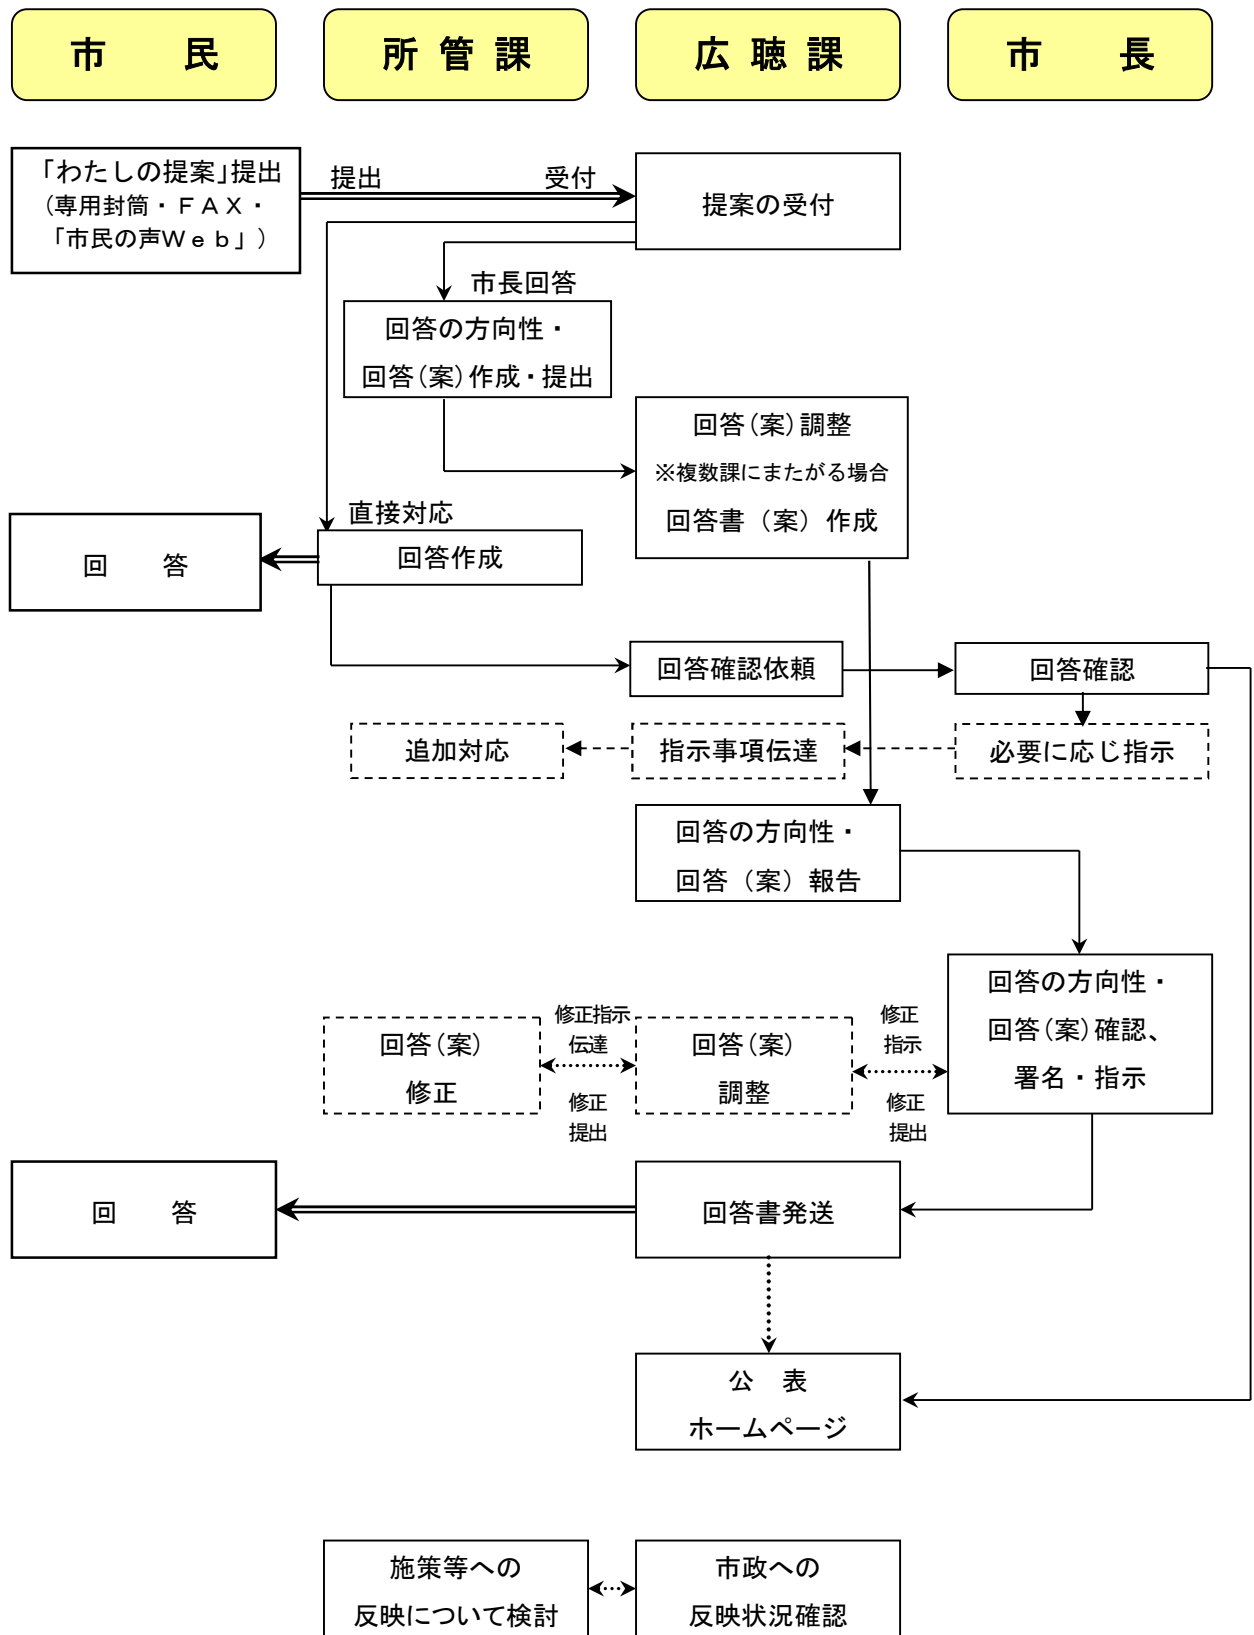 市　　民
所 管 課
広 聴 課
市　　長
「わたしの提案」提出
（専用封筒・ＦＡＸ・
「市民の声Ｗｅｂ」）
提出
受付
提案の受付
市長回答
回答の方向性・
回答（案）作成・提出
回答（案）調整
※複数課にまたがる場合
回答書（案）作成
直接対応
回答作成
回　　答
回答確認依頼
回答確認
追加対応
指示事項伝達
必要に応じ指示
回答の方向性・
回答（案）報告
回答の方向性・
回答（案）確認、
署名・指示
修正
指示
修正
提出
回答（案）
調整
修正指示
伝達
修正
提出
回答（案）
修正
回　　答
回答書発送
公　表
ホームページ
施策等への
反映について検討
市政への
反映状況確認